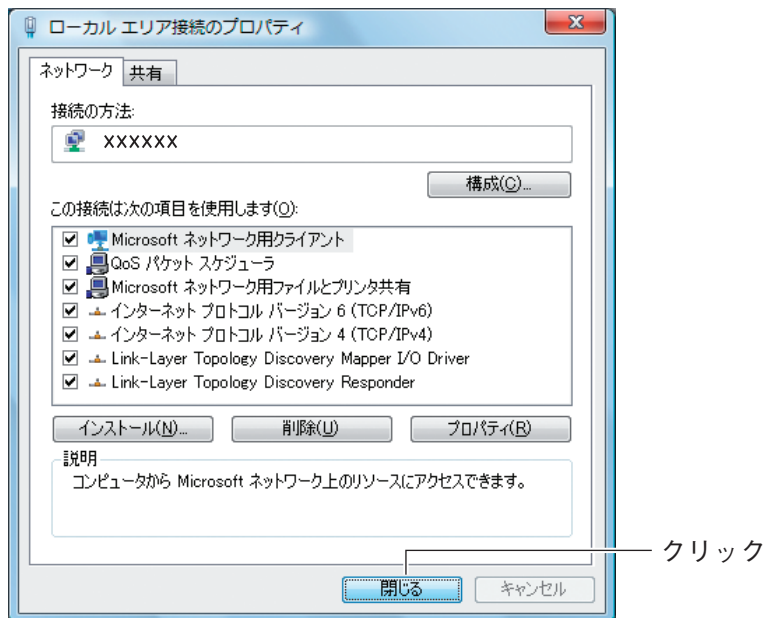 ローカル エリア接続のプロパティ
ネットワーク 共有
接続の方法:
XXXXXX
構成(C)...
この接続は次の項目を使用します(O):
Microsoft ネットワーク用クライアント
QoS パケット スケジューラ
Microsoft ネットワーク用ファイルとプリンタ共有
インターネット プロトコル バージョン 6 (TCP/IPv6)
インターネット プロトコル バージョン 4 (TCP/IPv4)
Link-Layer Topology Discovery Mapper I/O Driver
Link-Layer Topology Discovery Responder
インストール(N)... 削除(U) プロパティ(R)
説明
コンピュータから Microsoft ネットワーク上のリソースにアクセスできます。
クリック
閉じる キャンセル